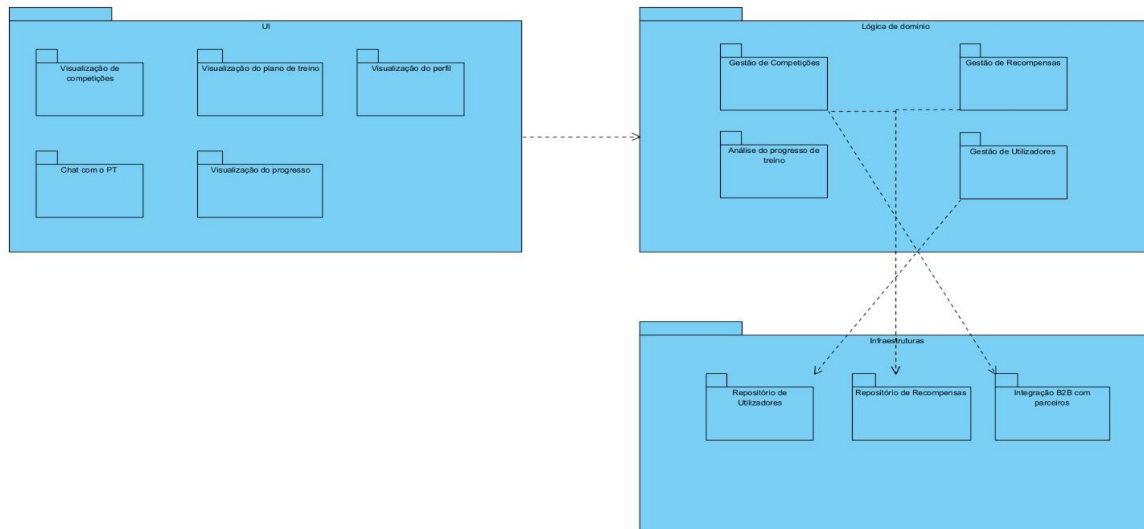 UI
Visualização de
competições
Visualização do plano de treino
Visualização do perfil
Chat com o PT
Visualização do progresso
Lógica de domínio
Gestão de Competições
Gestão de Recompensas
Análise do progresso de
treino
Gestão de Utilizadores
Infraestruturas
Repositório de
Utilizadores
Repositório de Recompensas
Integração B2B com
parceiros